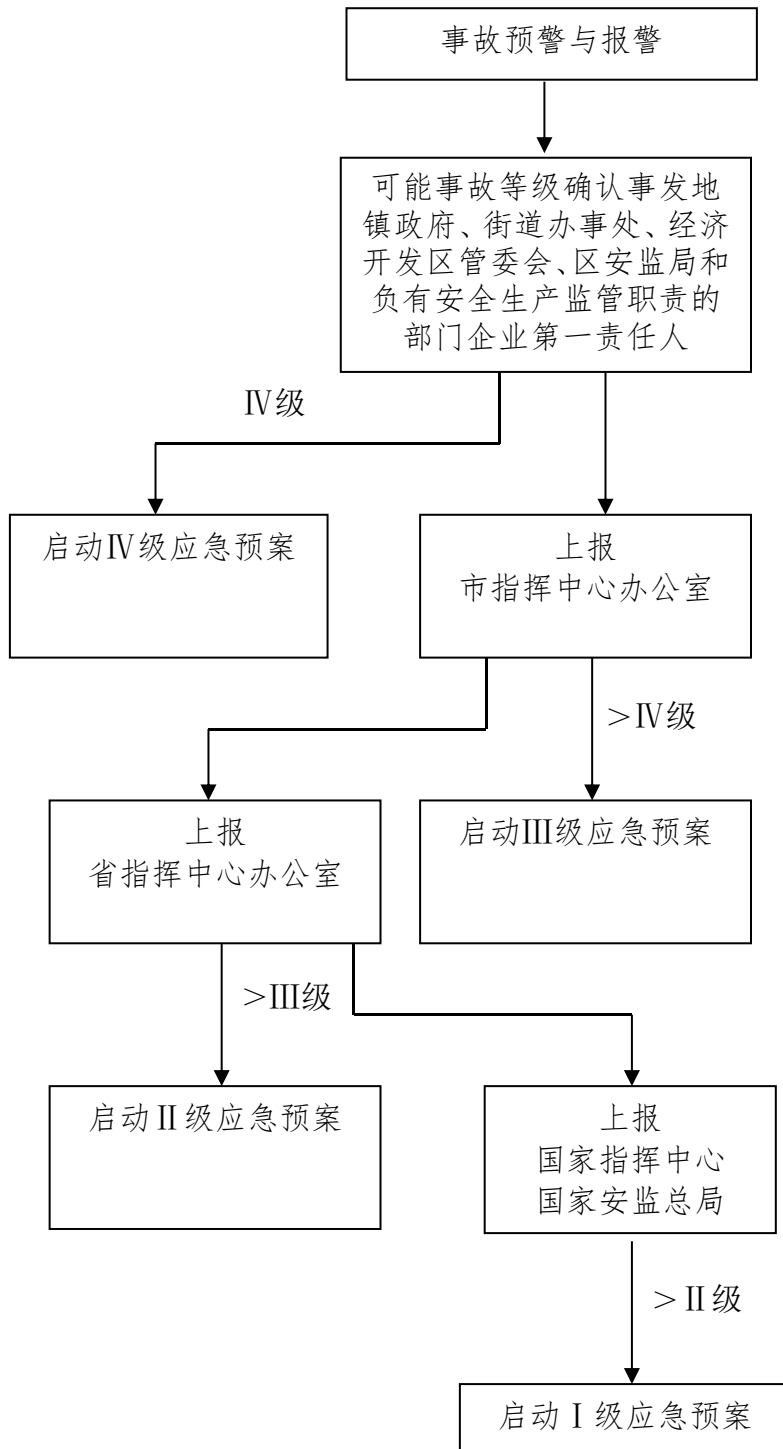 事故预警与报警
可能事故等级确认事发地
镇政府、街道办事处、经济
开发区管委会、区安监局和
负有安全生产监管职责的
部门企业第一责任人
Ⅳ级
启动Ⅳ级应急预案
上报
市指挥中心办公室
>Ⅳ级
上报
省指挥中心办公室
启动Ⅲ级应急预案
>Ⅲ级
启动Ⅱ级应急预案
上报
国家指挥中心
国家安监总局
>Ⅱ级
启动Ⅰ级应急预案